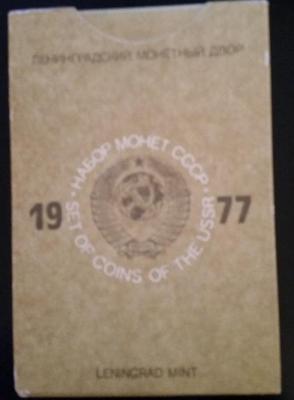 ЛЕНИНГРАДСКИЙ МОНЕТНЫЙ ДВОР
НАБОР МОНЕТ СССР
19 77
SET OF COINS OF THE USSR
LENINGRAD MINT